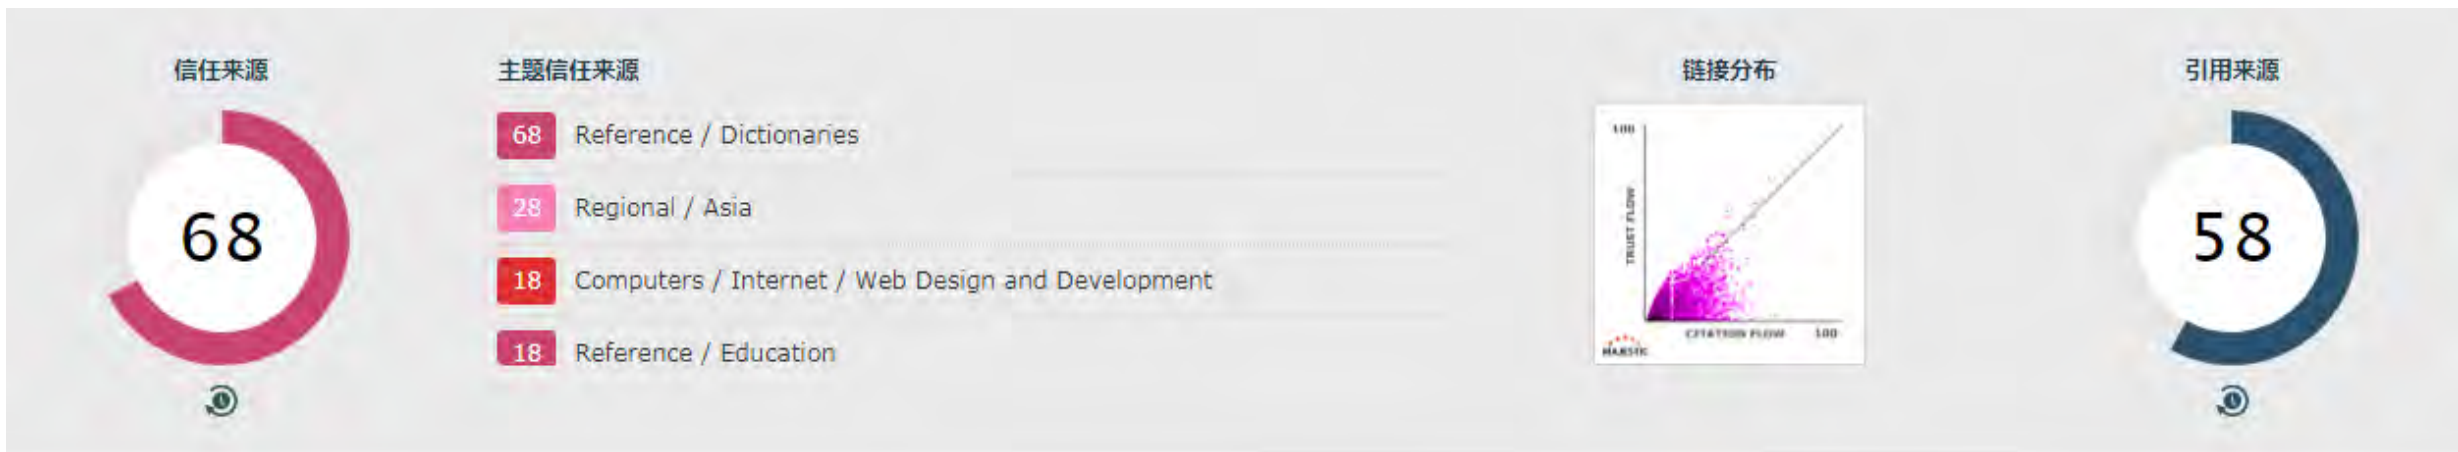 信任来源
68
主题信任来源
68 Reference / Dictionaries
28 Regional / Asia
18 Computers / Internet / Web Design and Development
18 Reference / Education
链接分布
100
TRUST FLOW
CITATION FLOW 100
MAJESTIC
引用来源
58